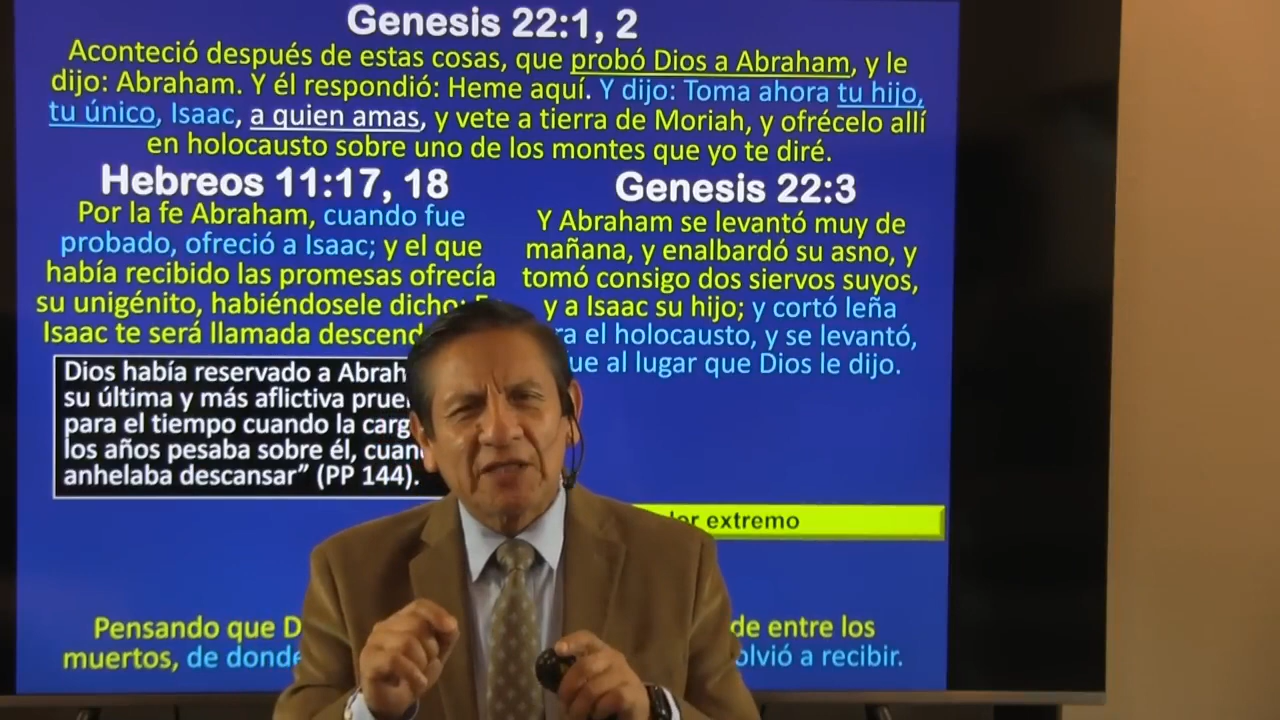 Genesis 22:1, 2
Aconteció después de estas cosas, que probó Dios a Abraham, y le
dijo: Abraham. Y él respondió: Heme aquí. Y dijo: Toma ahora tu hijo,
tu único, Isaac, a quien amas, y vete a tierra de Moriah, y ofrécelo allí
en holocausto sobre uno de los montes que yo te diré.
Hebreos 11:17, 18
Por la fe Abraham, cuando fue
probado, ofreció a Isaac; y el que
había recibido las promesas ofrecía
su unigénito, habiéndosele dicho:
Isaac te será llamada
Genesis 22:3
Y Abraham se levantó muy de
mañana, y enalbardó su asno, y
tomó consigo dos siervos suyos,
y a Isaac su hijo; y cortó leña
el holocausto, y se levantó,
al lugar que Dios le dijo.
Dios había reservado a
su última y más aflictiva
para el tiempo cuando la
los años pesaba sobre él,
anhelaba descansar” (PP 144).
extremo
Pensando que
de entre los
muertos, de donde
recibir.